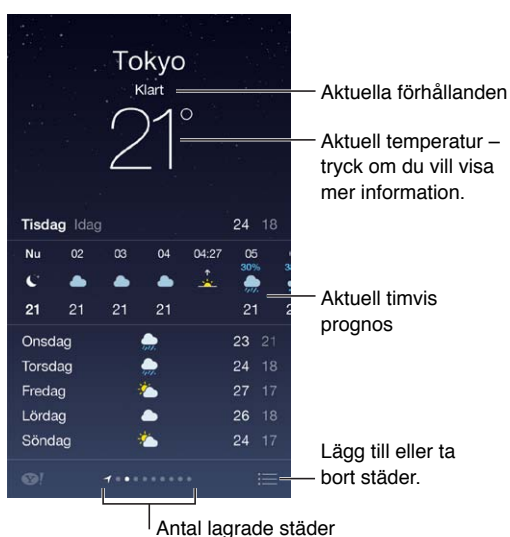 Tokyo
Klart
21°
Aktuella förhållanden
Aktuell temperatur –
tryck om du vill visa
mer information.
Tisdag Idag 24 18
Nu 02 03 04 04:27 05
30%
21 21 21 21 21
Aktuell timvis
prognos
Onsdag 23 21
Torsdag 24 18
Fredag 27 17
Lördag 26 18
Söndag 24 17
Y!
Lägg till eller ta
bort städer.
Antal lagrade städer